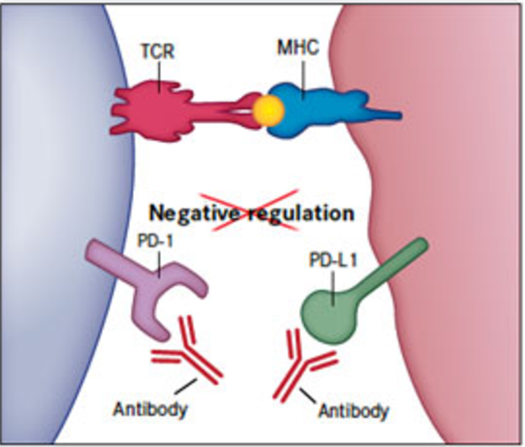 TCR
MHC
Negative regulation
PD-1
PD-L1
Antibody
Antibody